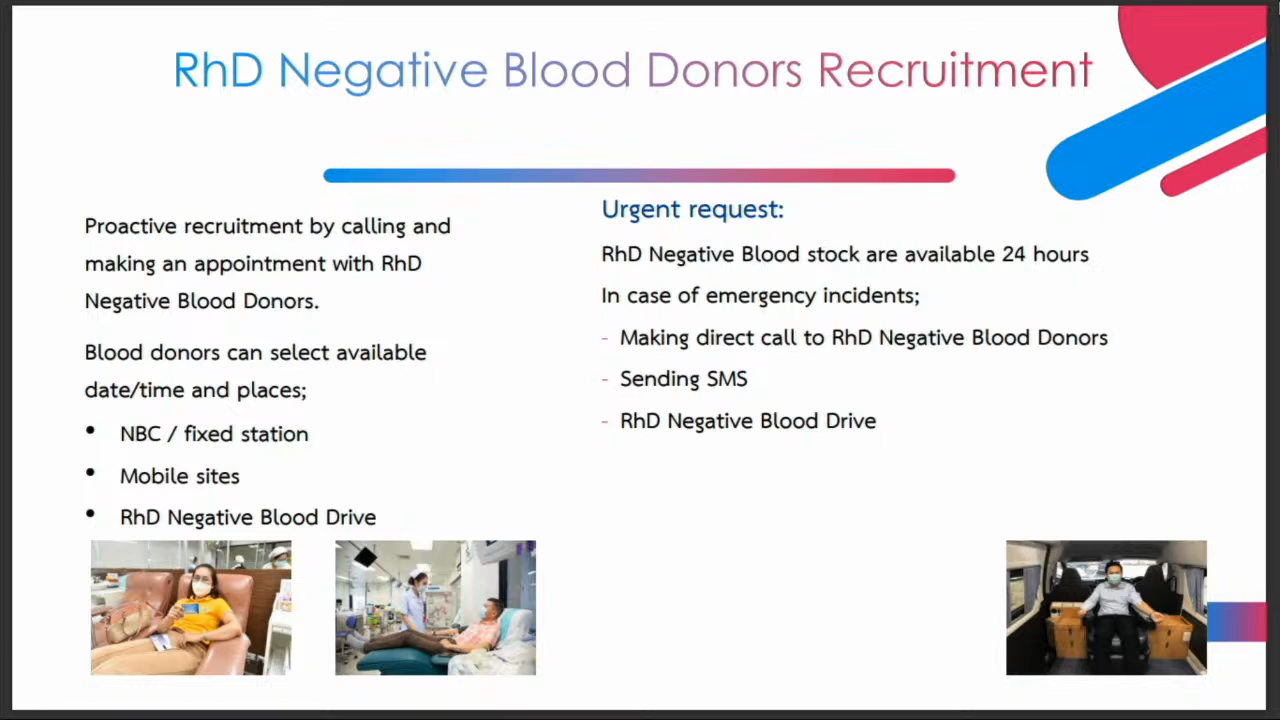 RhD Negative Blood Donors Recruitment
Proactive recruitment by calling and
making an appointment with RhD
Negative Blood Donors.
Blood donors can select available
date/time and places;
• NBC / fixed station
• Mobile sites
• RhD Negative Blood Drive
Urgent request:
RhD Negative Blood stock are available 24 hours
In case of emergency incidents;
- Making direct call to RhD Negative Blood Donors
- Sending SMS
- RhD Negative Blood Drive